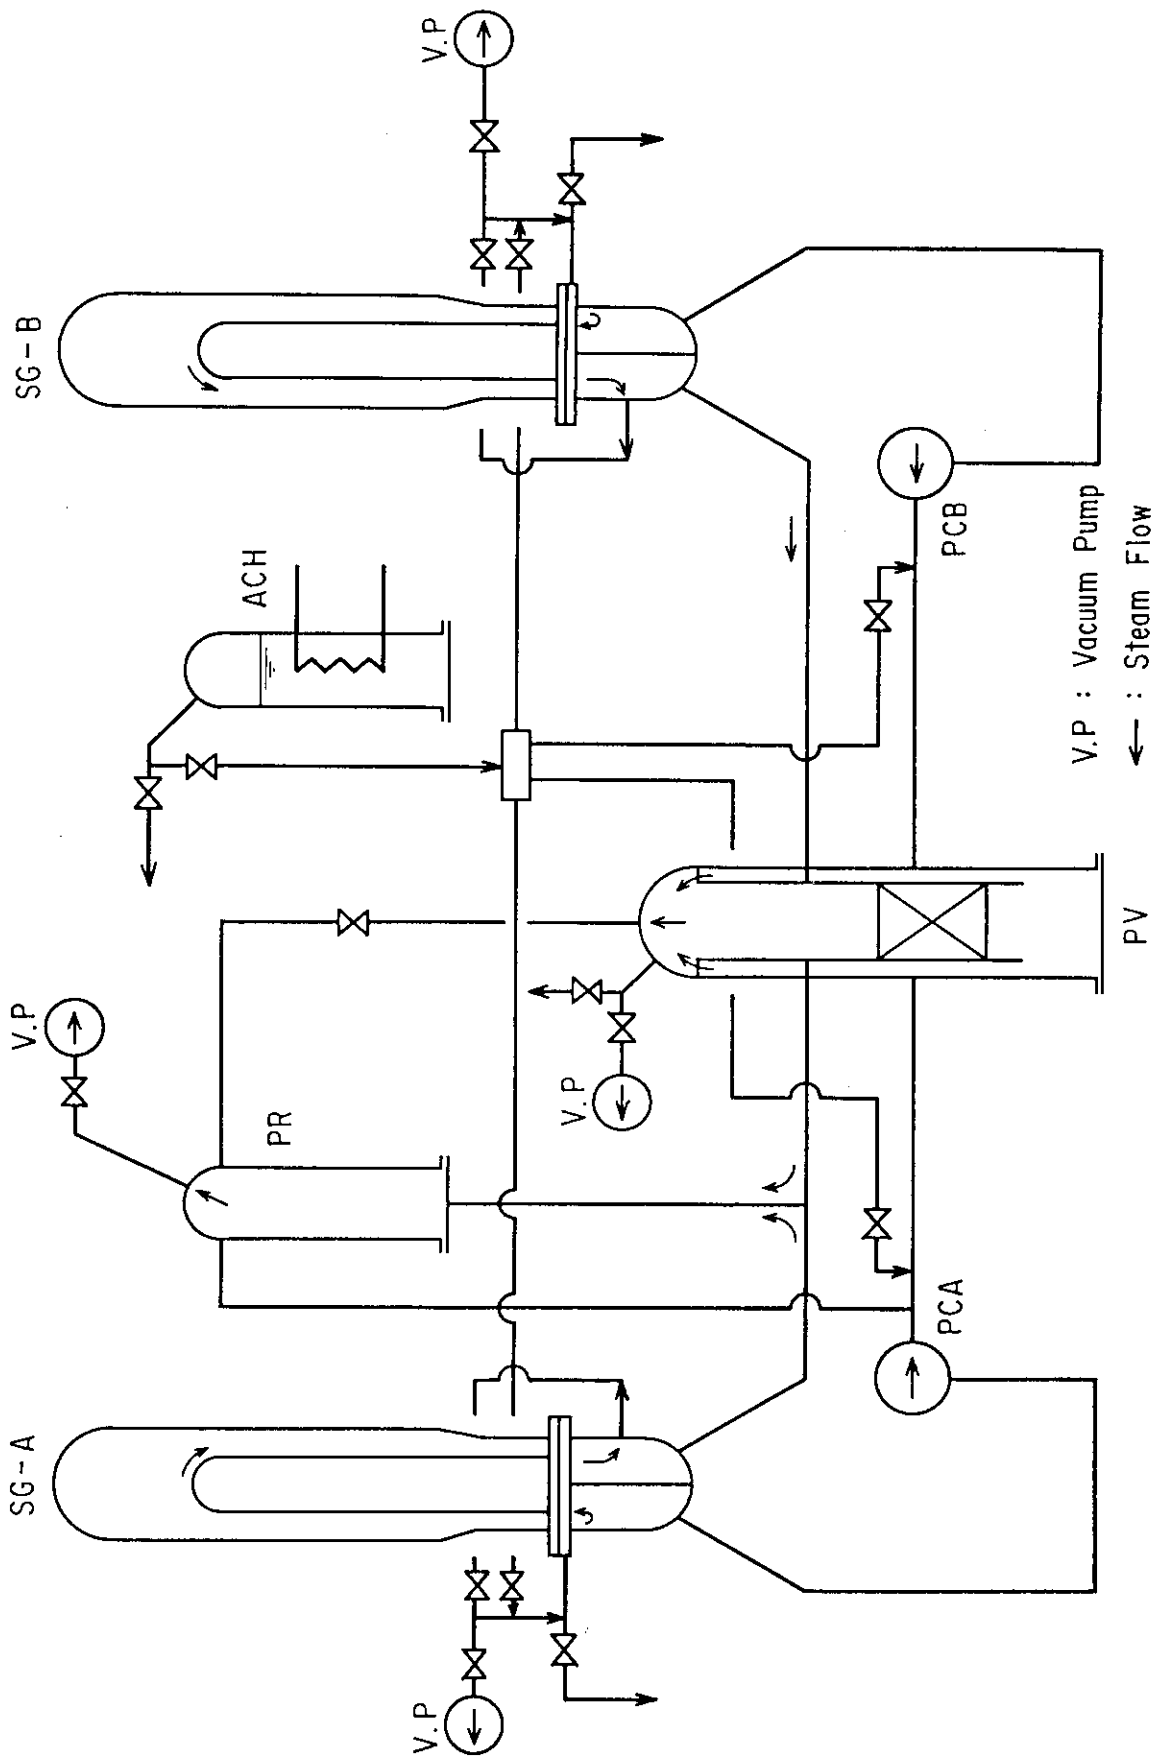 SG-A
SG-B
V.P
V.P
V.P
V.P
PR
ACH
PCA
PCB
PV
V.P : Vacuum Pump
← : Steam Flow